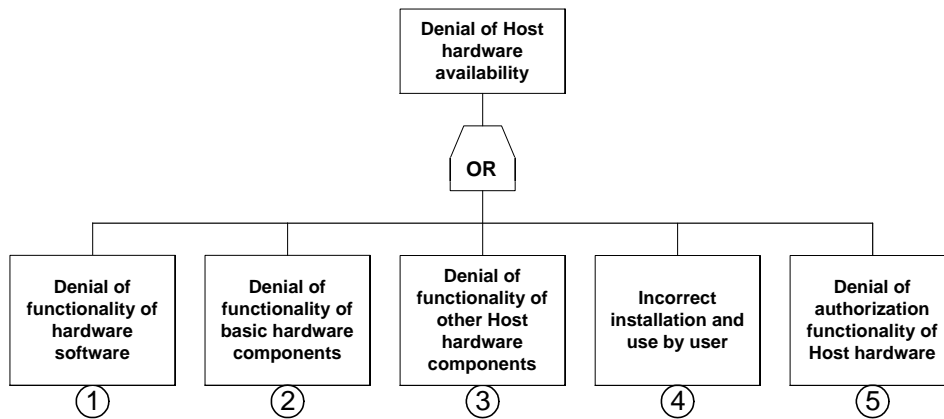 Denial of Host
hardware
availability
OR
Denial of
functionality of
hardware
software
Denial of
functionality of
basic hardware
components
Denial of
functionality of
other Host
hardware
components
Incorrect
installation and
use by user
Denial of
authorization
functionality of
Host hardware
1
2
3
4
5